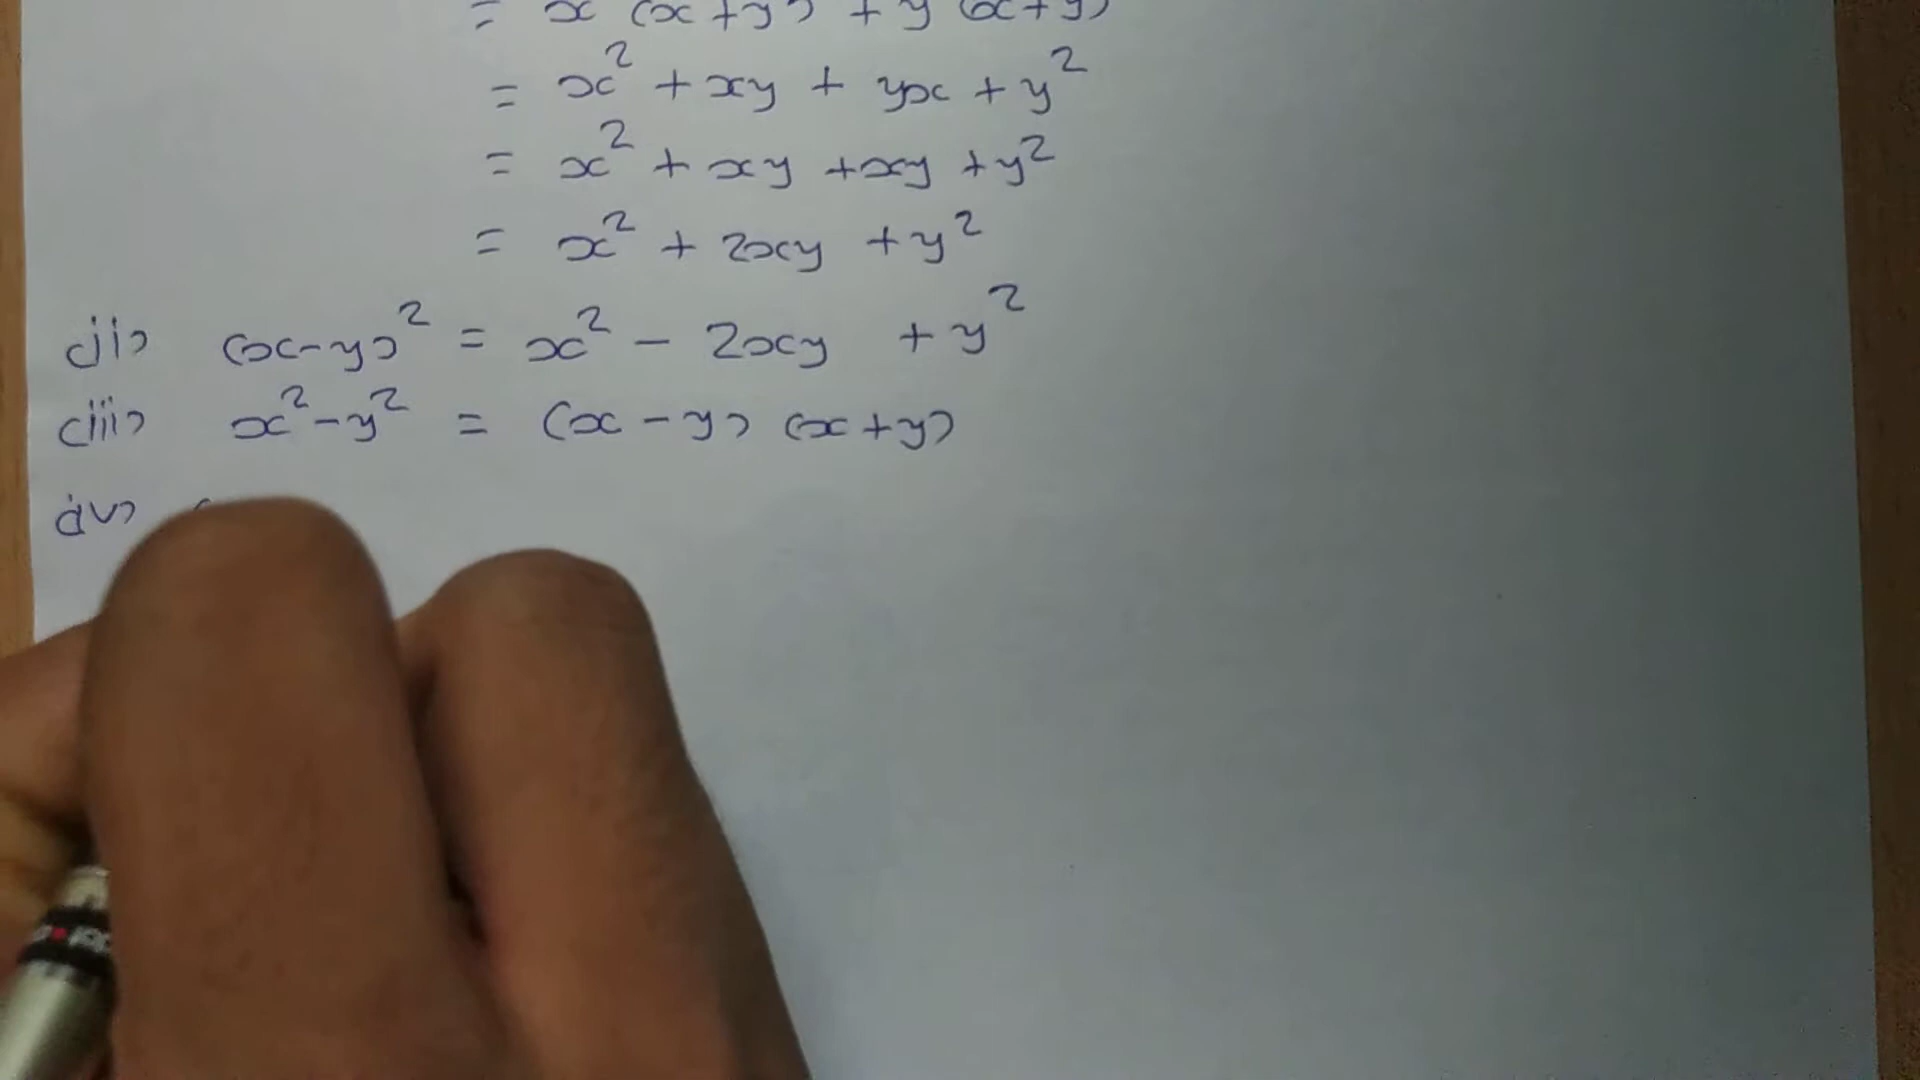 = x (x+y) + y (x+y)
= x² + xy + yx + y²
= x² + xy + xy + y²
= x² + 2xy + y²
(ii) (x-y)² = x² - 2xy + y²
(iii) x² - y² = (x - y) (x+y)
(iv) (